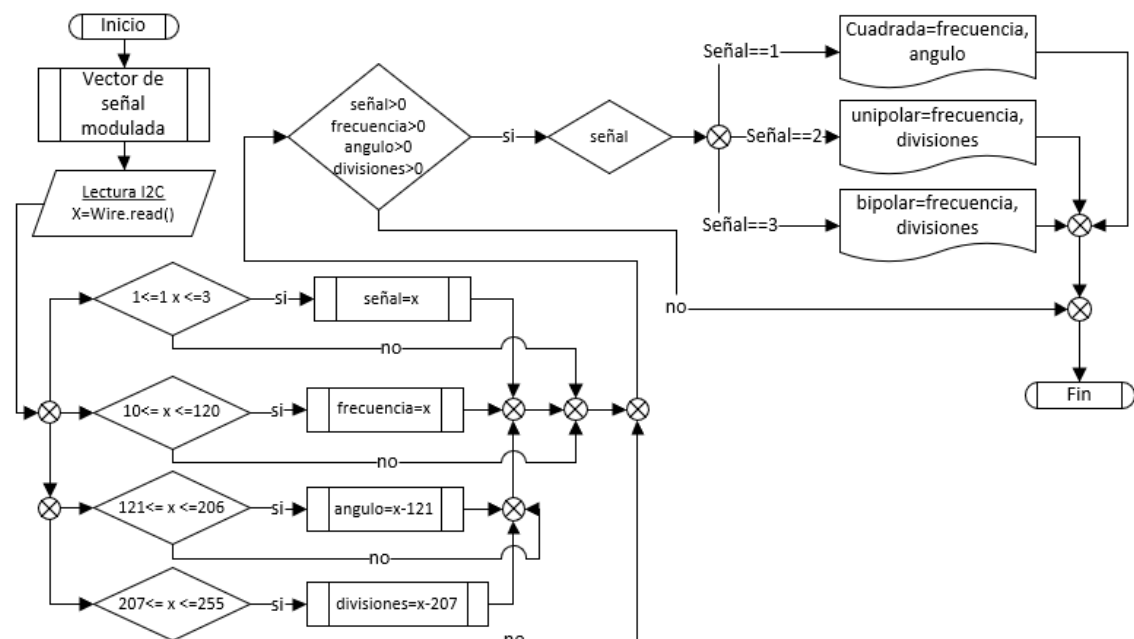 Inicio
Vector de
señal
modulada
Lectura I2C
X=Wire.read()
señal>0
frecuencia>0
angulo>0
divisiones>0
si
señal
Señal==1
Cuadrada=frecuencia,
angulo
Señal==2
unipolar=frecuencia,
divisiones
Señal==3
bipolar=frecuencia,
divisiones
no
Fin
1<=1 x <=3
si
señal=x
no
10<= x <=120
si
frecuencia=x
no
121<= x <=206
si
angulo=x-121
no
207<= x <=255
si
divisiones=x-207
no